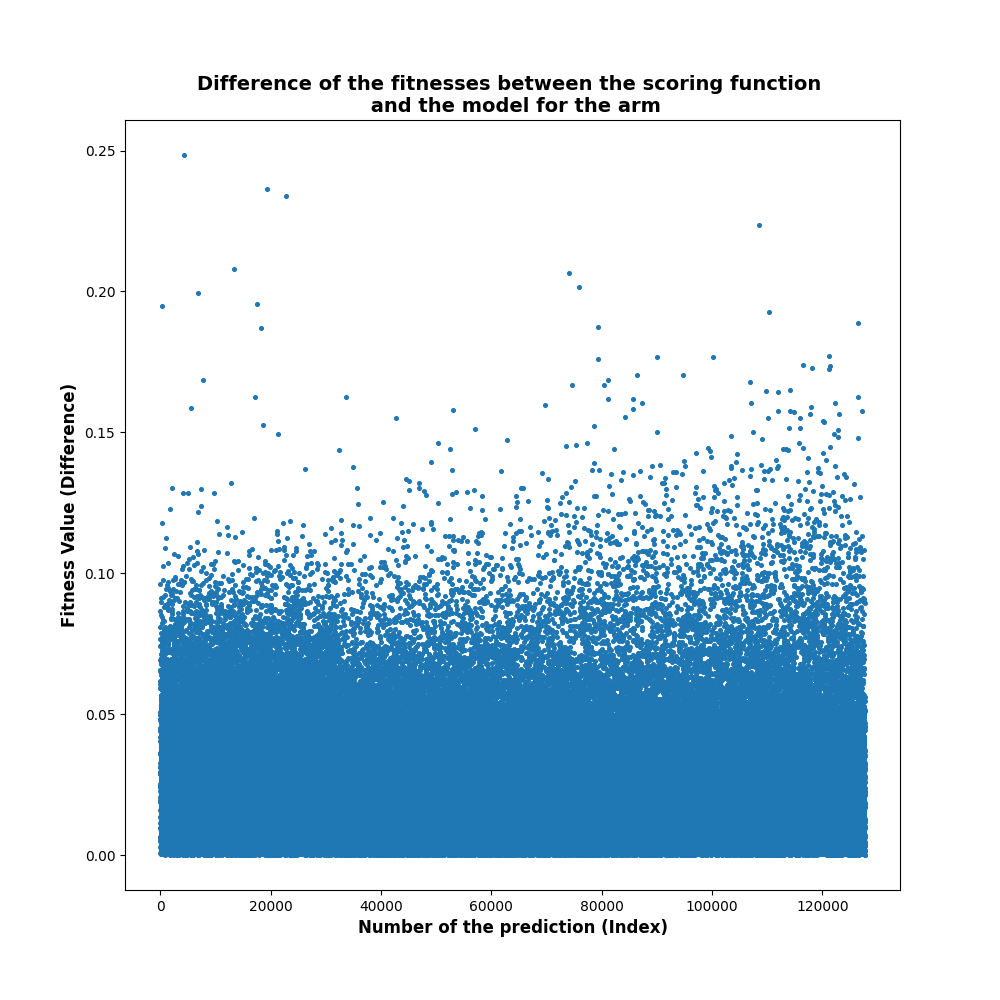 Difference of the fitnesses between the scoring function
and the model for the arm
Fitness Value (Difference)
0.25
0.20
0.15
0.10
0.05
0.00
0 20000 40000 60000 80000 100000 120000
Number of the prediction (Index)